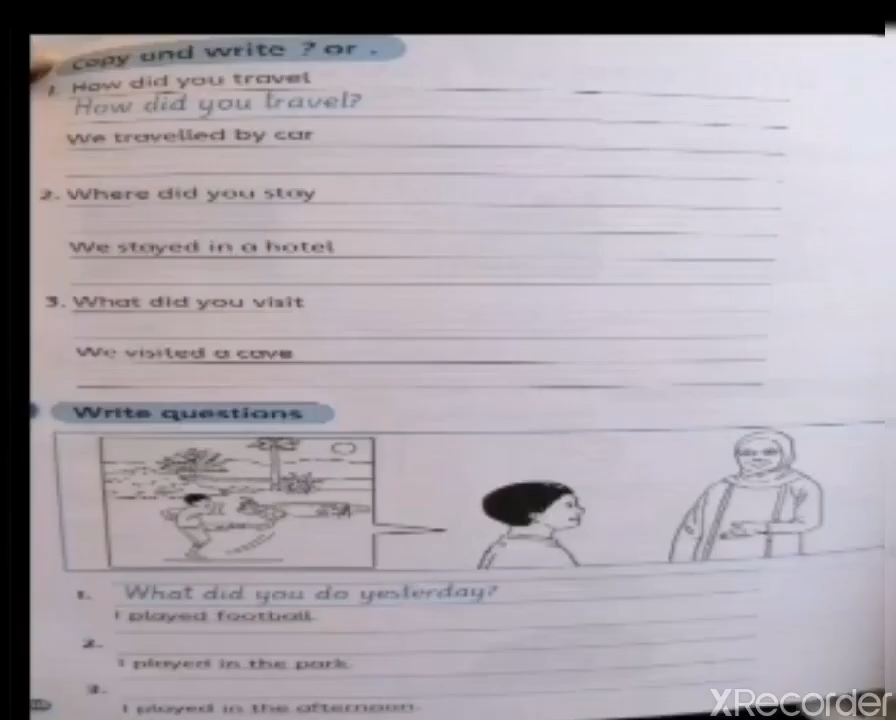 copy and write ? or .
1. How did you travel
How did you travel?
We travelled by car
2. Where did you stay
We stayed in a hotel
3. What did you visit
We visited a cave
Write questions
1. What did you do yesterday?
I played football.
2.
I played in the park.
3.
I played in the afternoon.
XRecorder